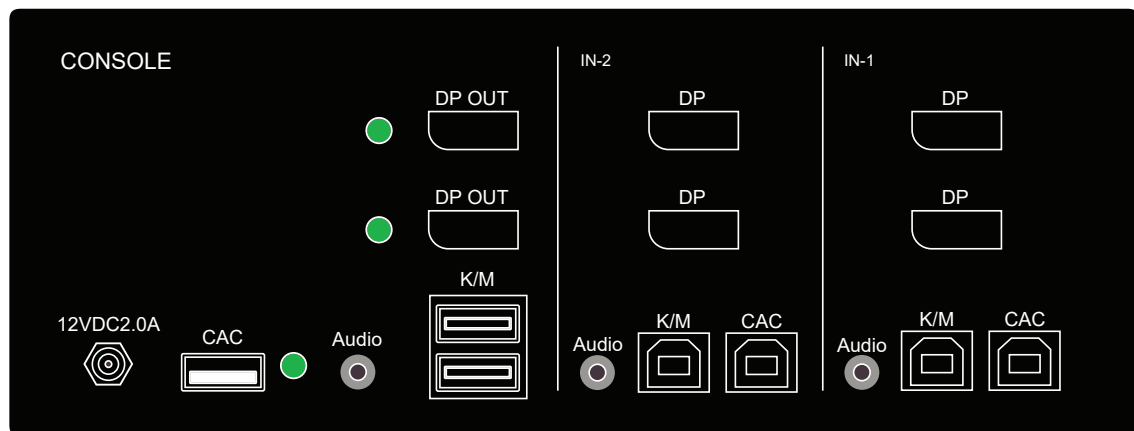 CONSOLE
DP OUT
DP OUT
K/M
12VDC2.0A
CAC
Audio
IN-2
DP
DP
Audio
K/M
CAC
IN-1
DP
DP
Audio
K/M
CAC